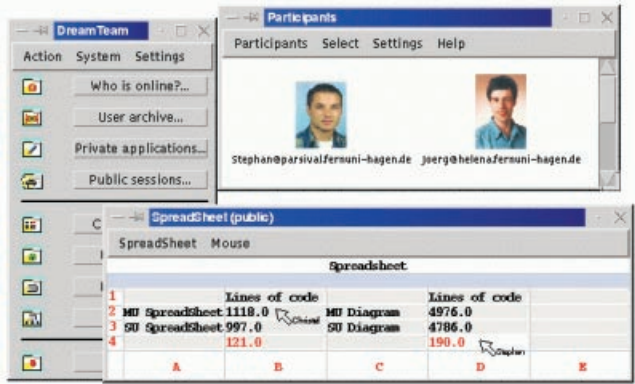 DreamTeam
Action System Settings
Who is online?...
User archive...
Private applications...
Public sessions...
C
Participants
Participants Select Settings Help
Stephan@parsival.fernuni-hagen.de
Joerg@helena.fernuni-hagen.de
SpreadSheet (public)
SpreadSheet Mouse
Spreadsheet
1 Lines of code Lines of code
2 MU SpreadSheet 1118.0 MU Diagram 4976.0
3 SU SpreadSheet 997.0 SU Diagram 4786.0
4 121.0 190.0
Stephan
A B C D E